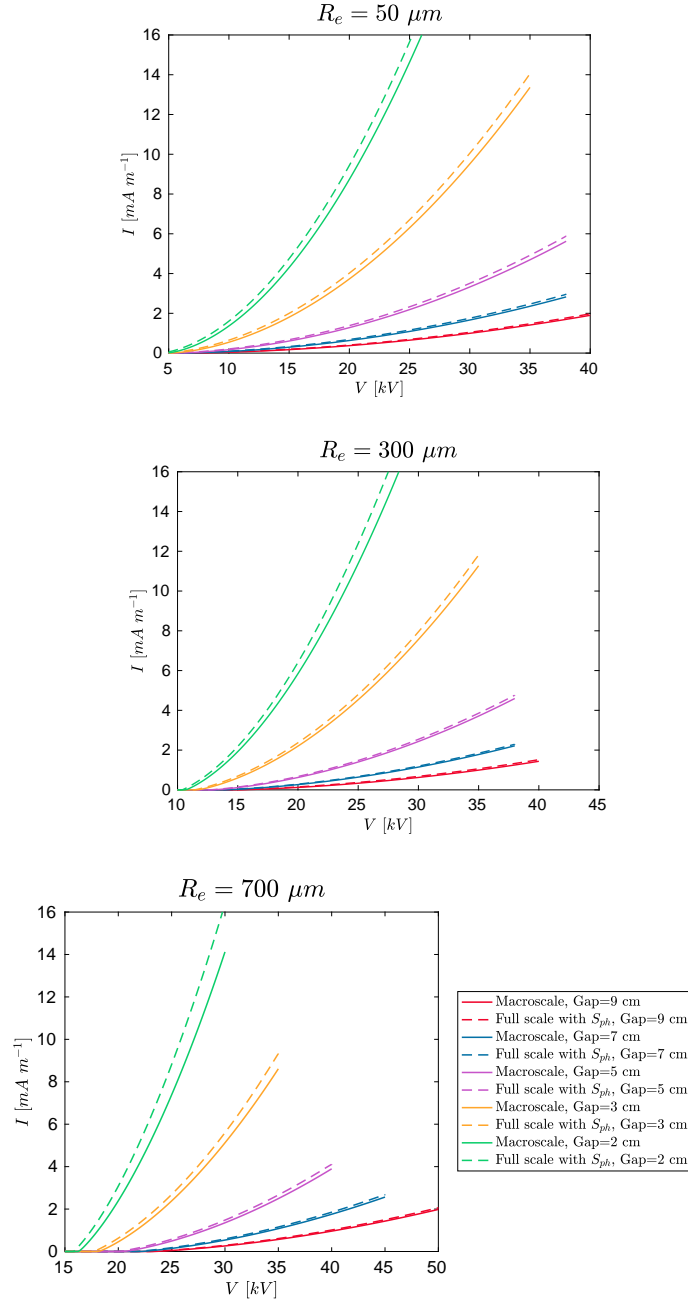 R_e = 50 μm
16
14
12
10
8
6
4
2
0
I [mA m⁻¹]
5 10 15 20 25 30 35 40
V [kV]
R_e = 300 μm
16
14
12
10
8
6
4
2
0
I [mA m⁻¹]
10 15 20 25 30 35 40 45
V [kV]
R_e = 700 μm
16
14
12
10
8
6
4
2
0
I [mA m⁻¹]
15 20 25 30 35 40 45 50
V [kV]
Macroscale, Gap=9 cm
Full scale with S_ph, Gap=9 cm
Macroscale, Gap=7 cm
Full scale with S_ph, Gap=7 cm
Macroscale, Gap=5 cm
Full scale with S_ph, Gap=5 cm
Macroscale, Gap=3 cm
Full scale with S_ph, Gap=3 cm
Macroscale, Gap=2 cm
Full scale with S_ph, Gap=2 cm